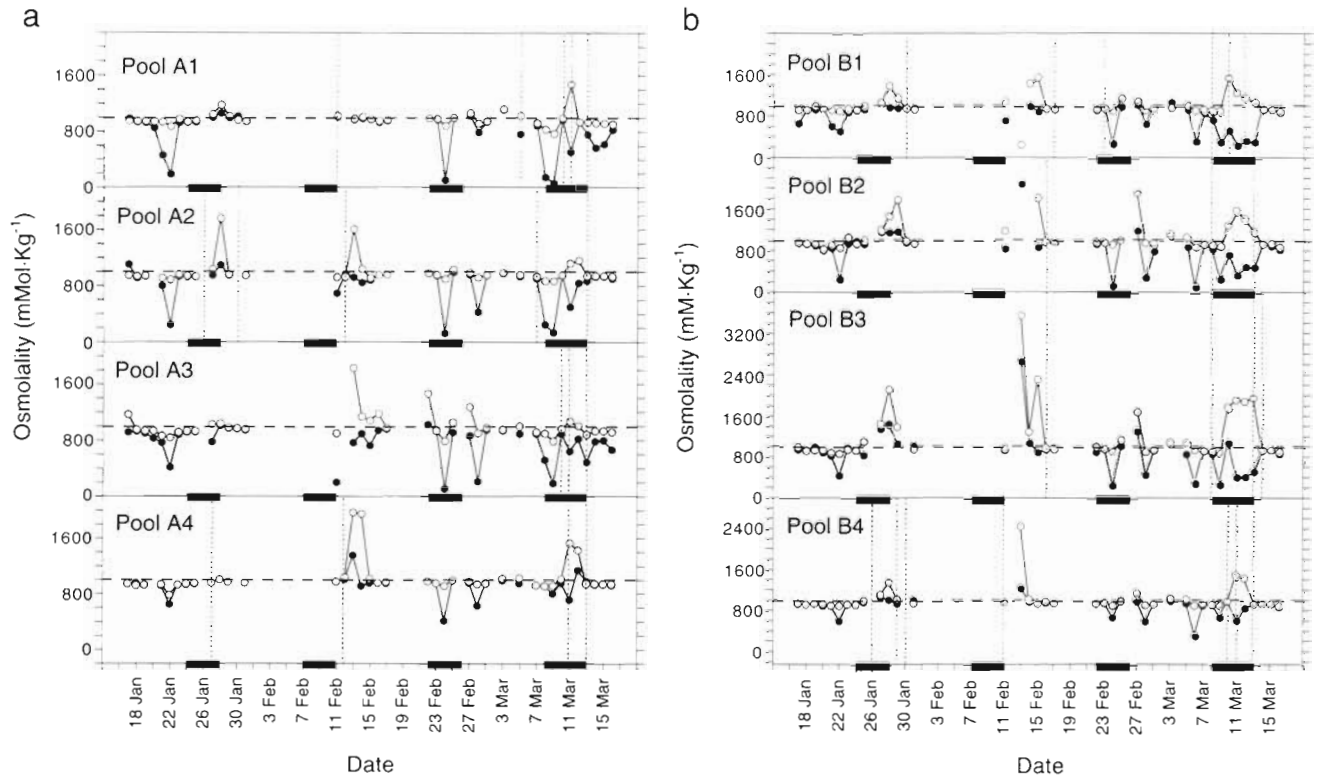 a
Osmolality (mMol·Kg⁻¹)
Pool A1
1600
800
0
Pool A2
1600
800
0
Pool A3
1600
800
0
Pool A4
1600
800
0
18 Jan
22 Jan
26 Jan
30 Jan
3 Feb
7 Feb
11 Feb
15 Feb
19 Feb
23 Feb
27 Feb
3 Mar
7 Mar
11 Mar
15 Mar
Date
b
Osmolality (mM·Kg⁻¹)
Pool B1
1600
800
0
Pool B2
1600
800
0
Pool B3
3200
2400
1600
800
0
Pool B4
2400
1600
800
0
18 Jan
22 Jan
26 Jan
30 Jan
3 Feb
7 Feb
11 Feb
15 Feb
19 Feb
23 Feb
27 Feb
3 Mar
7 Mar
11 Mar
15 Mar
Date